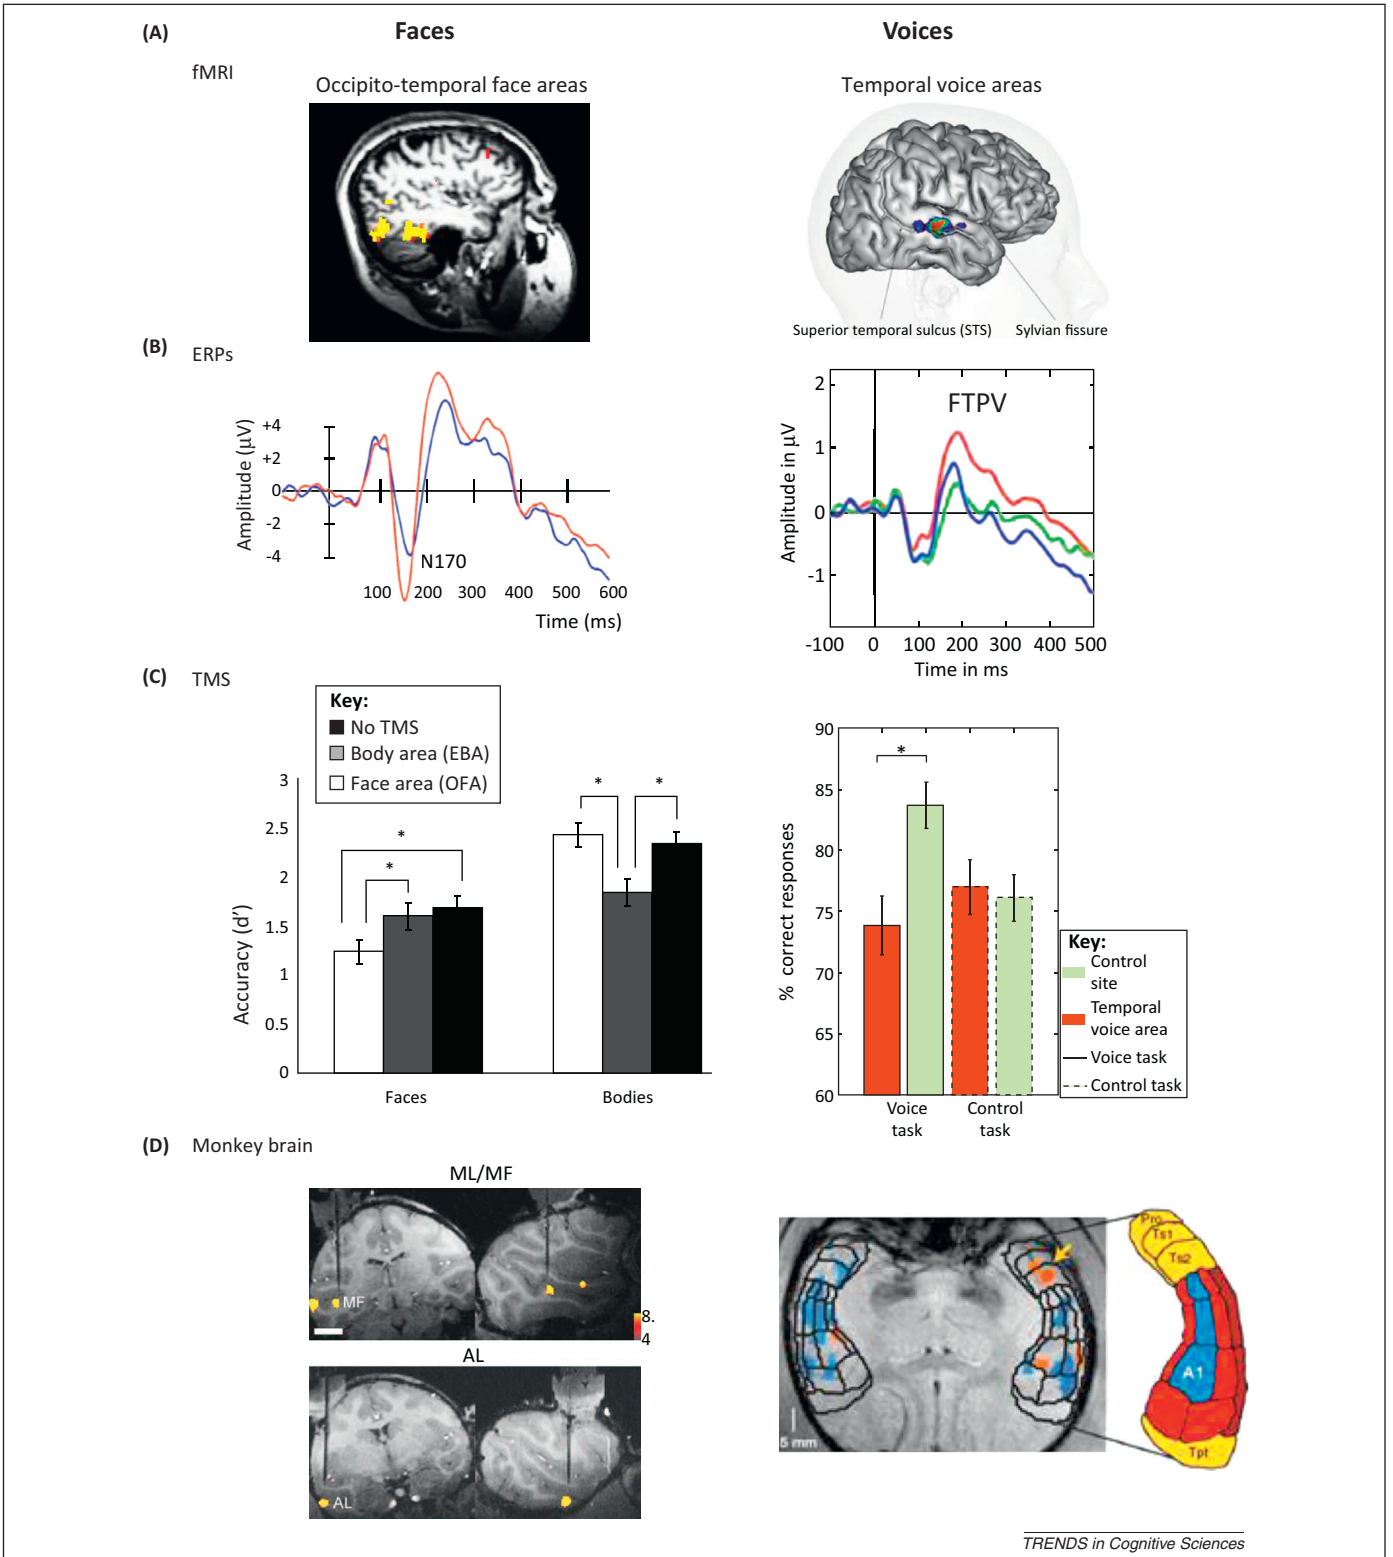 (A)
Faces
Voices
fMRI
Occipito-temporal face areas
Temporal voice areas
Superior temporal sulcus (STS)
Sylvian fissure
(B)
ERPs
Amplitude (μV)
+4
+2
0
-2
-4
N170
100 200 300 400 500 600
Time (ms)
FTPV
Amplitude in μV
2
1
0
-1
-100 0 100 200 300 400 500
Time in ms
(C)
TMS
Key:
No TMS
Body area (EBA)
Face area (OFA)
Accuracy (d’)
3
2.5
2
1.5
1
0.5
0
*
*
*
*
Faces
Bodies
% correct responses
90
85
80
75
70
65
60
*
Voice
task
Control
task
Key:
Control
site
Temporal
voice area
Voice task
Control task
(D)
Monkey brain
ML/MF
MF
8.
4
AL
AL
5 mm
Pro
Ts1
Ts2
A1
Tpt
TRENDS in Cognitive Sciences